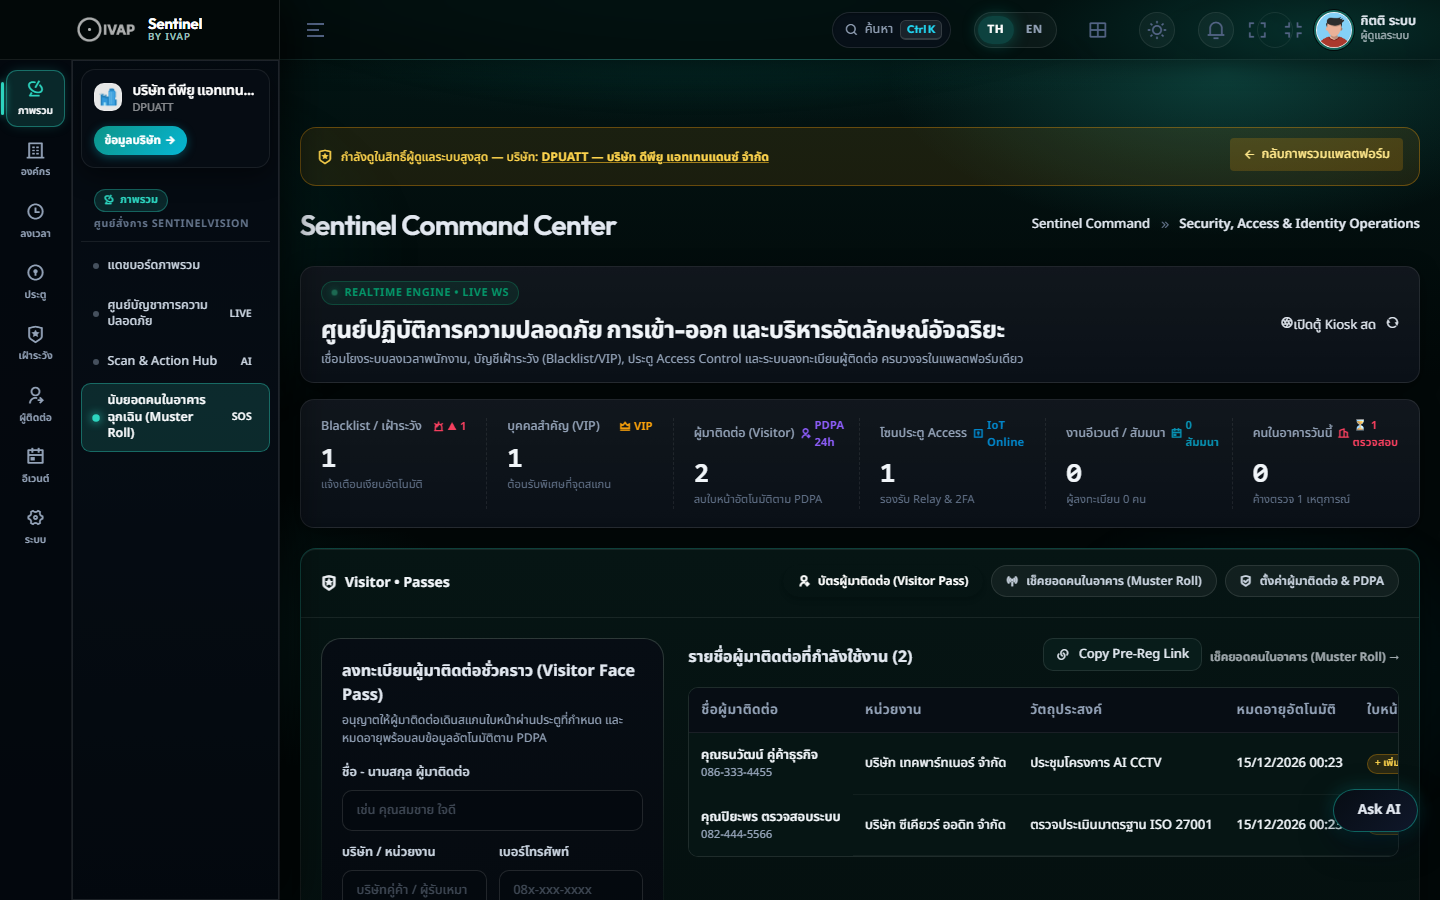 IVAP
Sentinel
BY IVAP
ค้นหา
Ctrl K
TH
EN
กิตติ ระบบ
ผู้ดูแลระบบ
ภาพรวม
องค์กร
ลงเวลา
ประตู
เฝ้าระวัง
ผู้ติดต่อ
อีเวนต์
ระบบ
บริษัท ดีพียู แอทเทน...
DPUATT
ข้อมูลบริษัท →
ภาพรวม
ศูนย์สั่งการ SENTINELVISION
แดชบอร์ดภาพรวม
ศูนย์บัญชาการความ
ปลอดภัย
LIVE
Scan & Action Hub
AI
นับยอดคนในอาคาร
ฉุกเฉิน (Muster
Roll)
SOS
กำลังดูในสิทธิ์ผู้ดูแลระบบสูงสุด — บริษัท: DPUATT — บริษัท ดีพียู แอทเทนแดนซ์ จำกัด
← กลับภาพรวมแพลตฟอร์ม
Sentinel Command Center
Sentinel Command » Security, Access & Identity Operations
REALTIME ENGINE • LIVE WS
ศูนย์ปฏิบัติการความปลอดภัย การเข้า-ออก และบริหารอัตลักษณ์อัจฉริยะ
เชื่อมโยงระบบลงเวลาพนักงาน, บัญชีเฝ้าระวัง (Blacklist/VIP), ประตู Access Control และระบบลงทะเบียนผู้ติดต่อ ครบวงจรในแพลตฟอร์มเดียว
เปิดตู้ Kiosk สด
Blacklist / เฝ้าระวัง
▲ 1
1
แจ้งเตือนเงียบอัตโนมัติ
บุคคลสำคัญ (VIP)
VIP
1
ต้อนรับพิเศษที่จุดสแกน
ผู้มาติดต่อ (Visitor)
PDPA
24h
2
ลบใบหน้าอัตโนมัติตาม PDPA
โซนประตู Access
IoT
Online
1
รองรับ Relay & 2FA
งานอีเวนต์ / สัมมนา
0
สัมมนา
0
ผู้ลงทะเบียน 0 คน
คนในอาคารวันนี้
⏳ 1
ตรวจสอบ
0
ค้างตรวจ 1 เหตุการณ์
Visitor • Passes
บัตรผู้มาติดต่อ (Visitor Pass)
เช็คยอดคนในอาคาร (Muster Roll)
ตั้งค่าผู้มาติดต่อ & PDPA
ลงทะเบียนผู้มาติดต่อชั่วคราว (Visitor Face
Pass)
อนุญาตให้ผู้มาติดต่อเดินสแกนใบหน้าผ่านประตูที่กำหนด และ
หมดอายุพร้อมลบข้อมูลอัตโนมัติตาม PDPA
ชื่อ - นามสกุล ผู้มาติดต่อ
เช่น คุณสมชาย ใจดี
บริษัท / หน่วยงาน
เบอร์โทรศัพท์
บริษัทคู่ค้า / ผู้รับเหมา
08x-xxx-xxxx
รายชื่อผู้มาติดต่อที่กำลังใช้งาน (2)
Copy Pre-Reg Link
เช็คยอดคนในอาคาร (Muster Roll) →
ชื่อผู้มาติดต่อ
หน่วยงาน
วัตถุประสงค์
หมดอายุอัตโนมัติ
ใบหน้
คุณธนวัฒน์ คู่ค้าธุรกิจ
086-333-4455
บริษัท เทคพาร์ทเนอร์ จำกัด
ประชุมโครงการ AI CCTV
15/12/2026 00:23
+ เพิ่ม
คุณปิยะพร ตรวจสอบระบบ
082-444-5566
บริษัท ซีเคียวร์ ออดิท จำกัด
ตรวจประเมินมาตรฐาน ISO 27001
15/12/2026 00:23
Ask AI